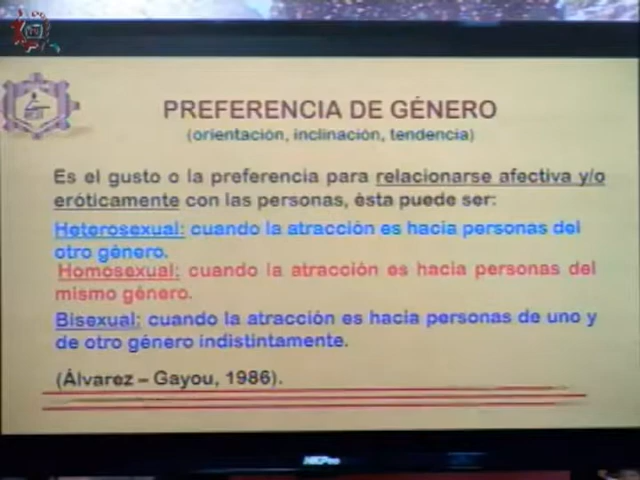 PREFERENCIA DE GÉNERO
(orientación, inclinación, tendencia)
Es el gusto o la preferencia para relacionarse afectiva y/o
eróticamente con las personas, ésta puede ser:
Heterosexual: cuando la atracción es hacia personas del
otro género.
Homosexual: cuando la atracción es hacia personas del
mismo género.
Bisexual: cuando la atracción es hacia personas de uno y
de otro género indistintamente.
(Álvarez – Gayou, 1986).